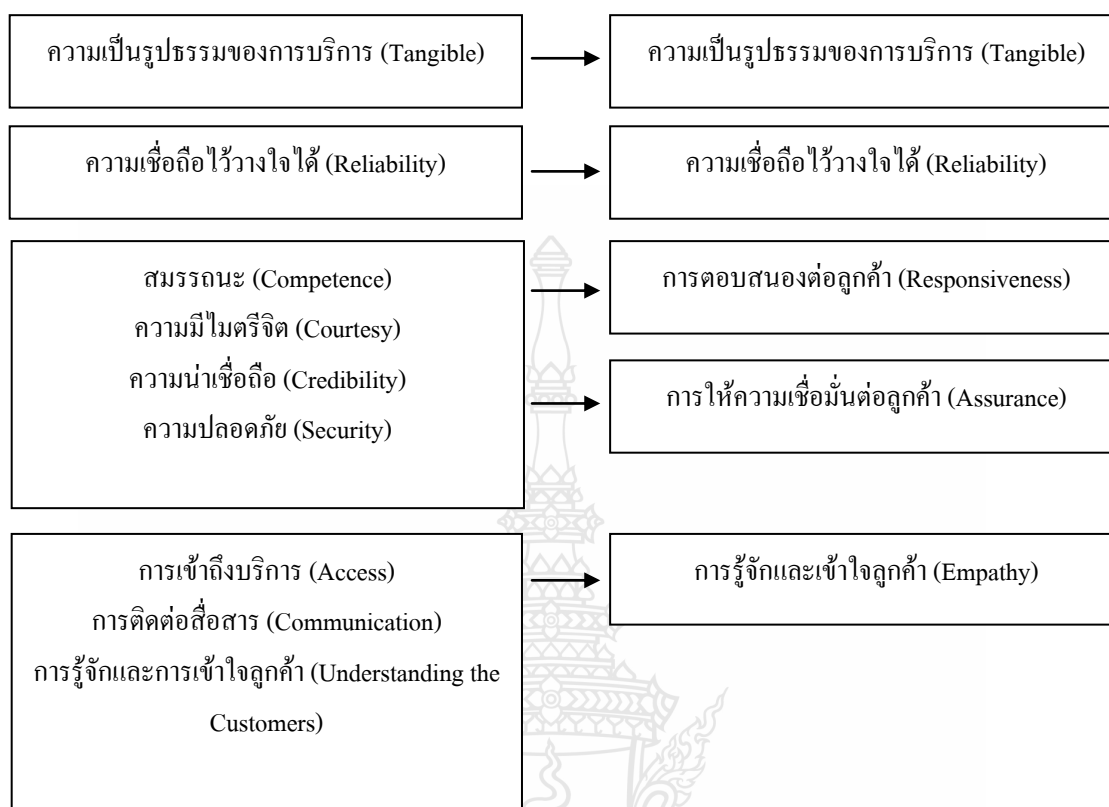 ความเป็นรูปธรรมของการบริการ (Tangible)
ความเป็นรูปธรรมของการบริการ (Tangible)
ความเชื่อถือไว้วางใจได้ (Reliability)
ความเชื่อถือไว้วางใจได้ (Reliability)
สมรรถนะ (Competence)
ความมีไมตรีจิต (Courtesy)
ความน่าเชื่อถือ (Credibility)
ความปลอดภัย (Security)
การตอบสนองต่อลูกค้า (Responsiveness)
การให้ความเชื่อมั่นต่อลูกค้า (Assurance)
การเข้าถึงบริการ (Access)
การติดต่อสื่อสาร (Communication)
การรู้จักและการเข้าใจลูกค้า (Understanding the
Customers)
การรู้จักและเข้าใจลูกค้า (Empathy)